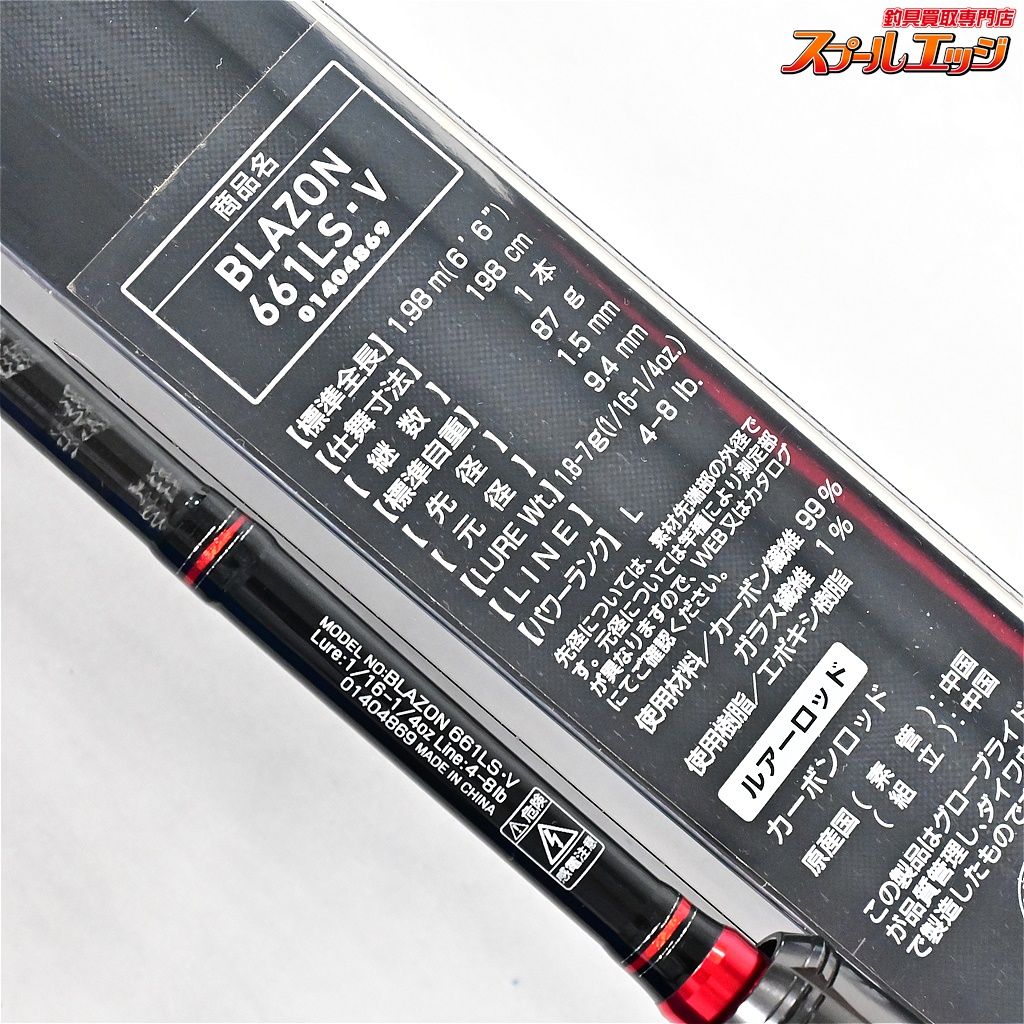 釣具買取専門店
スプールエッジ
商品名
BLAZON
661LS・V
01404869
【標準全長】 1.98 m(6'6")
【仕舞寸法】 198 cm
【継数】 1 本
【標準自重】 87 g
【先径】 1.5 mm
【元径】 9.4 mm
【LURE Wt.】 1.8-7g(1/16-1/4oz.)
【LINE】 4-8 lb.
【パワーランク】 L
先径については、素材先端部の外径で
す。元径については竿種により測定部
が異なりますので、WEB又はカタログ
にてご確認ください。
使用材料/カーボン繊維 99%
ガラス繊維 1%
使用樹脂/エポキシ樹脂
ルアーロッド
カーボンロッド
原産国(素管):中国
(組立):中国
この製品はグローブライド
が品質管理し、ダイワ
で製造したもので
MODEL NO:BLAZON 661LS・V
Lure:1/16-1/4oz Line:4-8lb
01404869 MADE IN CHINA
危険
感電注意